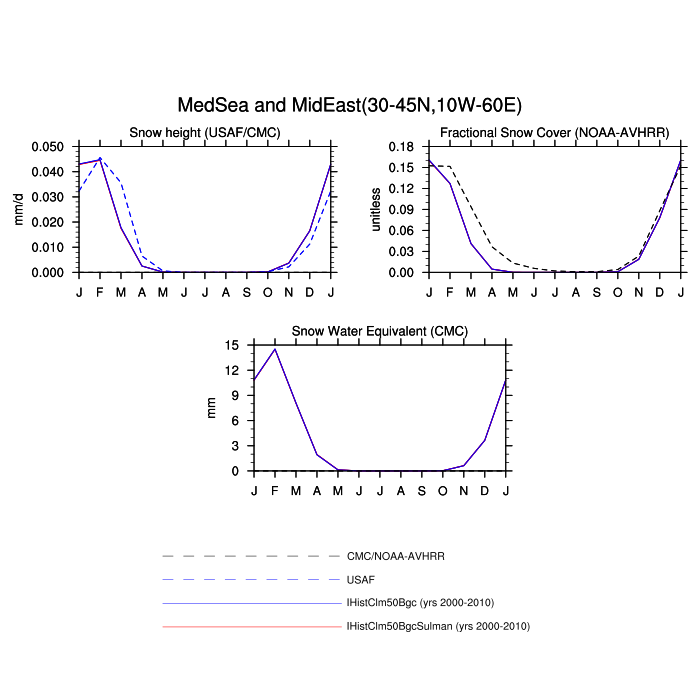 MedSea and MidEast(30-45N,10W-60E)
Snow height (USAF/CMC)
mm/d
0.050
0.040
0.030
0.020
0.010
0.000
J F M A M J J A S O N D J
Fractional Snow Cover (NOAA-AVHRR)
unitless
0.18
0.15
0.12
0.09
0.06
0.03
0.00
J F M A M J J A S O N D J
Snow Water Equivalent (CMC)
mm
15
12
9
6
3
0
J F M A M J J A S O N D J
CMC/NOAA-AVHRR
USAF
IHistClm50Bgc (yrs 2000-2010)
IHistClm50BgcSulman (yrs 2000-2010)